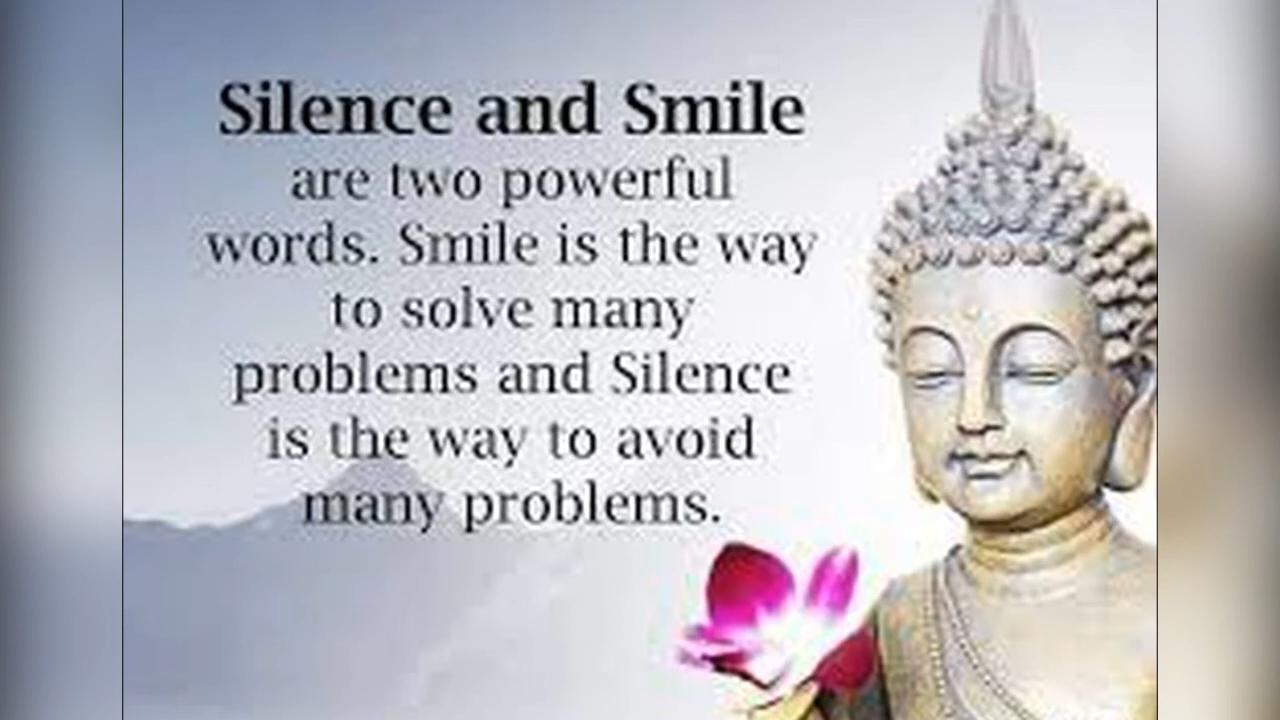 Silence and Smile
are two powerful
words. Smile is the way
to solve many
problems and Silence
is the way to avoid
many problems.